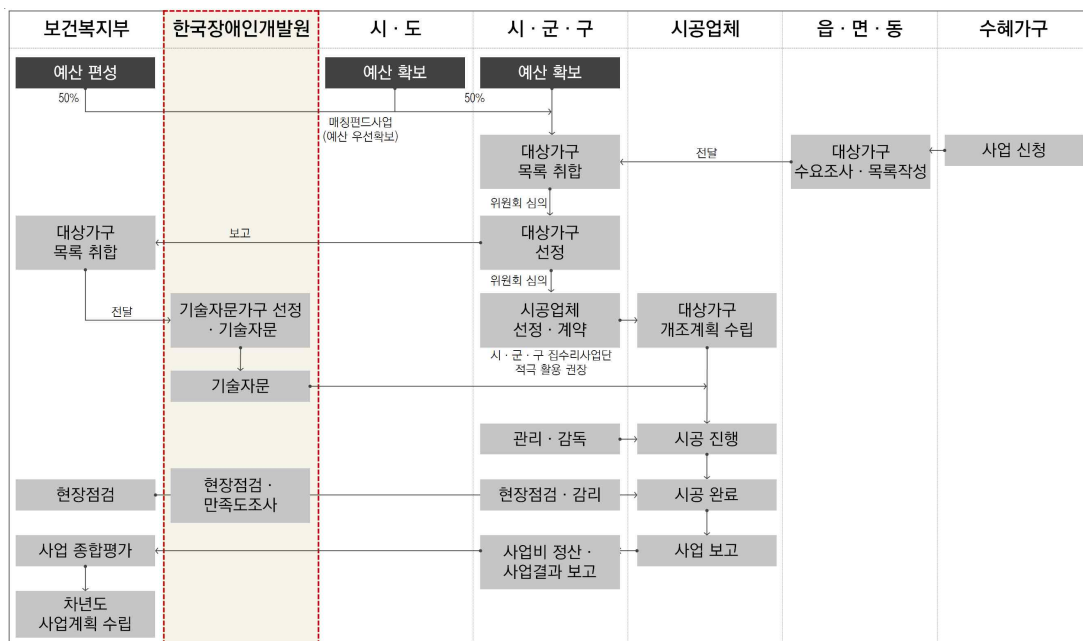 보건복지부
한국장애인개발원
시 · 도
시 · 군 · 구
시공업체
읍 · 면 · 동
수혜가구
예산 편성
예산 확보
예산 확보
50%
50%
매칭펀드사업
(예산 우선확보)
대상가구
목록 취합
전달
대상가구
수요조사 · 목록작성
사업 신청
위원회 심의
대상가구
목록 취합
보고
대상가구
선정
위원회 심의
전달
기술자문가구 선정
· 기술자문
시공업체
선정 · 계약
대상가구
개조계획 수립
시 · 군 · 구 집수리사업단
적극 활용 권장
기술자문
관리 · 감독
시공 진행
현장점검
현장점검 ·
만족도조사
현장점검 · 감리
시공 완료
사업 종합평가
사업비 정산 ·
사업결과 보고
사업 보고
차년도
사업계획 수립